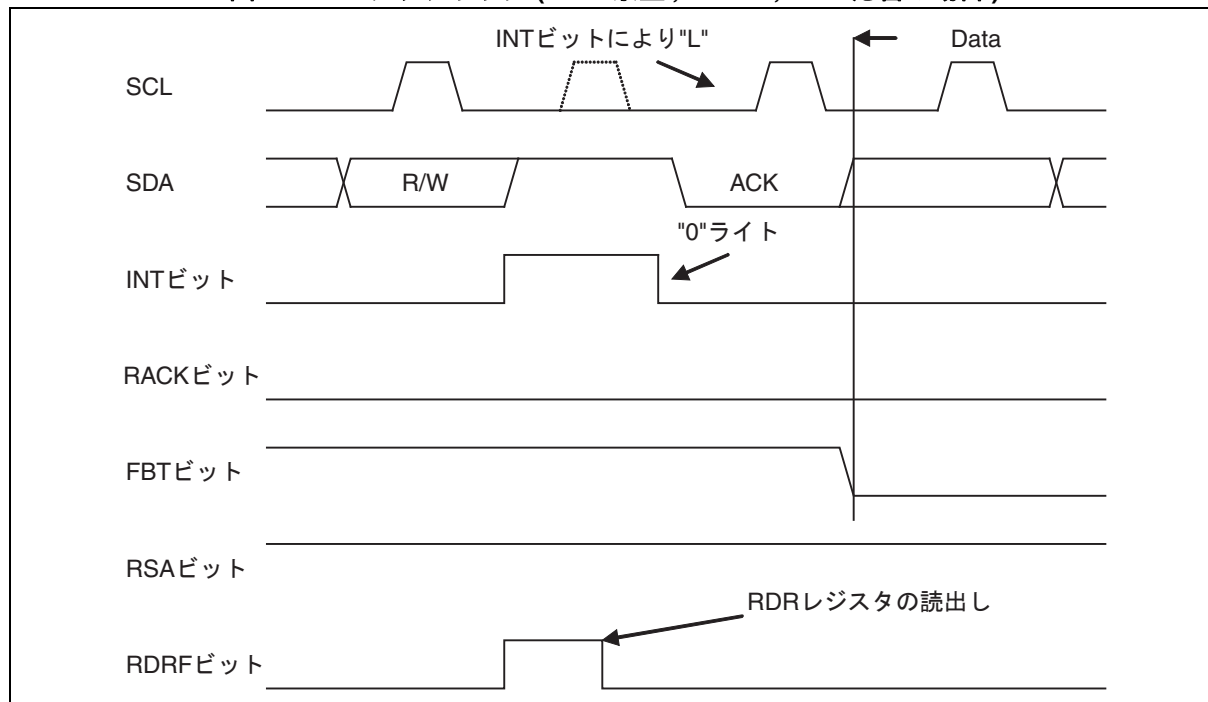 INTビットにより"L"
Data
SCL
SDA
R/W
ACK
"0"ライト
INTビット
RACKビット
FBTビット
RSAビット
RDRレジスタの読出し
RDRFビット